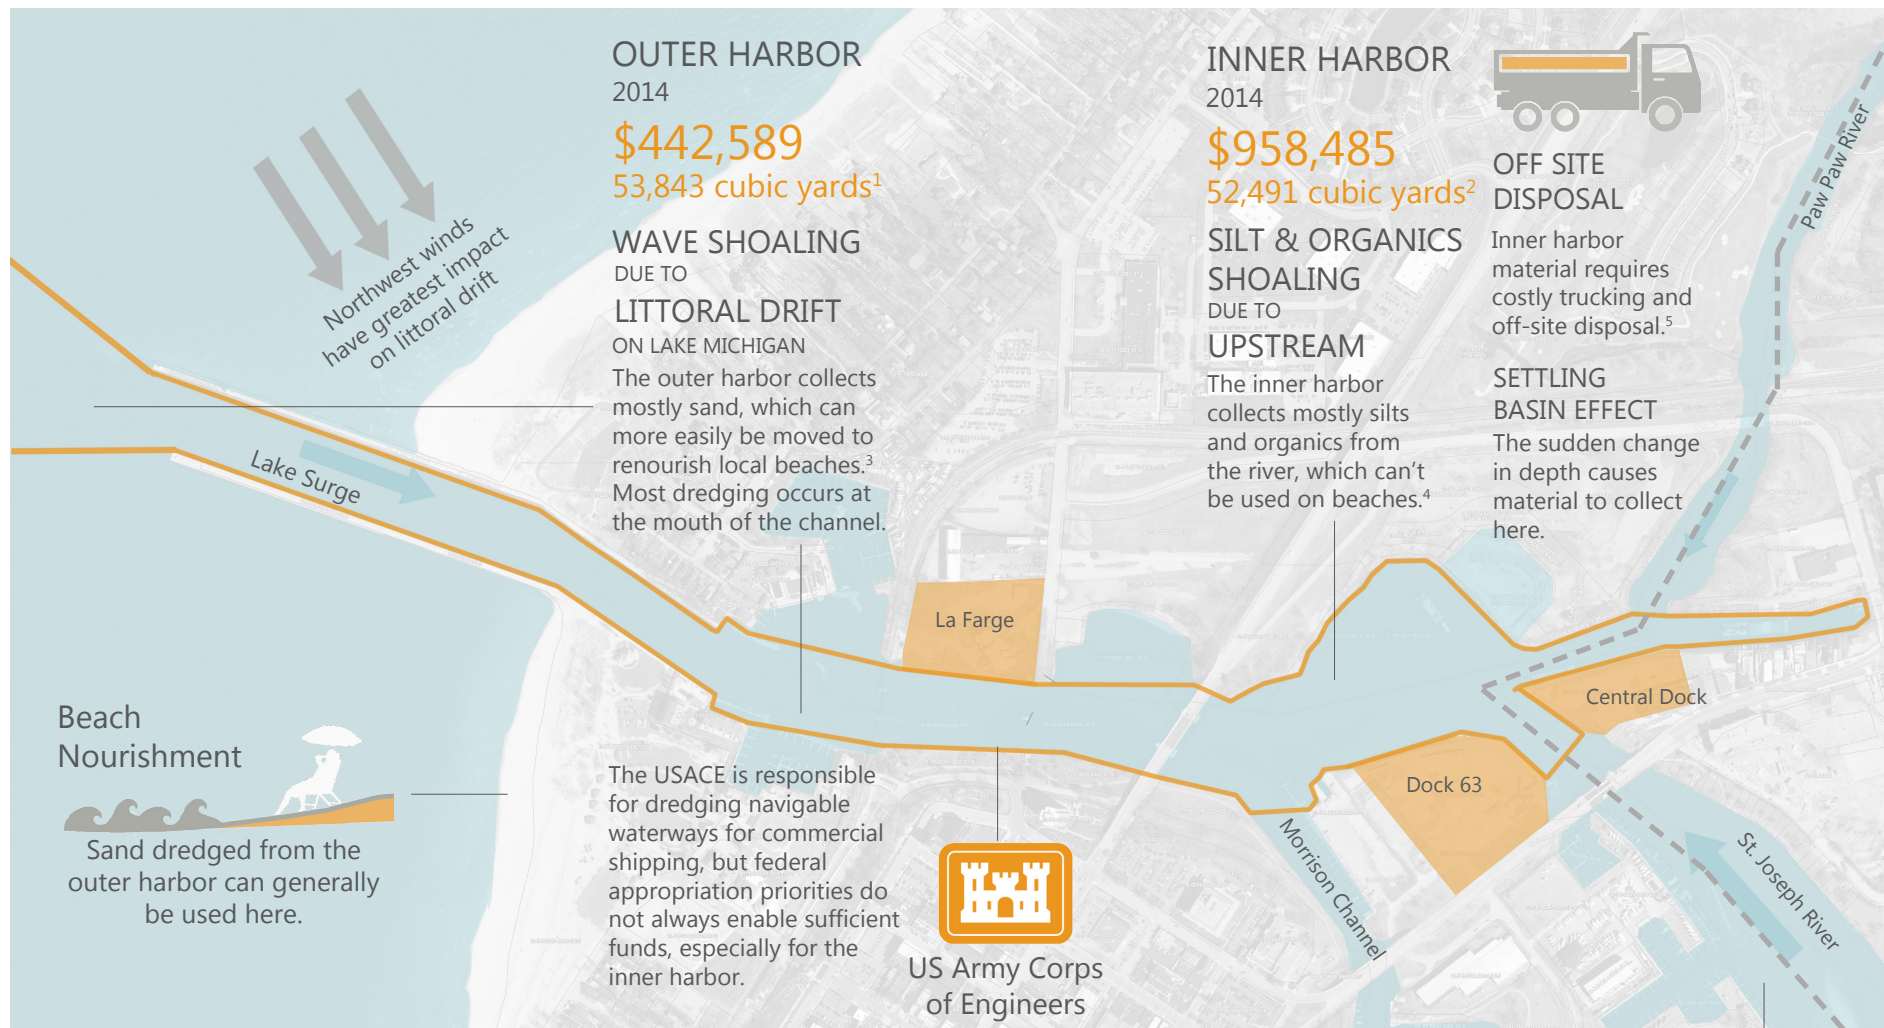 OUTER HARBOR
2014
$442,589
53,843 cubic yards¹
WAVE SHOALING
DUE TO
LITTORAL DRIFT
ON LAKE MICHIGAN
The outer harbor collects
mostly sand, which can
more easily be moved to
renourish local beaches.³
Most dredging occurs at
the mouth of the channel.
INNER HARBOR
2014
$958,485
52,491 cubic yards²
SILT & ORGANICS
SHOALING
DUE TO
UPSTREAM
The inner harbor
collects mostly silts
and organics from
the river, which can't
be used on beaches.⁴
OFF SITE
DISPOSAL
Inner harbor
material requires
costly trucking and
off-site disposal.⁵
SETTLING
BASIN EFFECT
The sudden change
in depth causes
material to collect
here.
Paw Paw River
Northwest winds
have greatest impact
on littoral drift
Lake Surge
La Farge
Central Dock
Dock 63
Morrison Channel
St. Joseph River
Beach
Nourishment
Sand dredged from the
outer harbor can generally
be used here.
The USACE is responsible
for dredging navigable
waterways for commercial
shipping, but federal
appropriation priorities do
not always enable sufficient
funds, especially for the
inner harbor.
US Army Corps
of Engineers